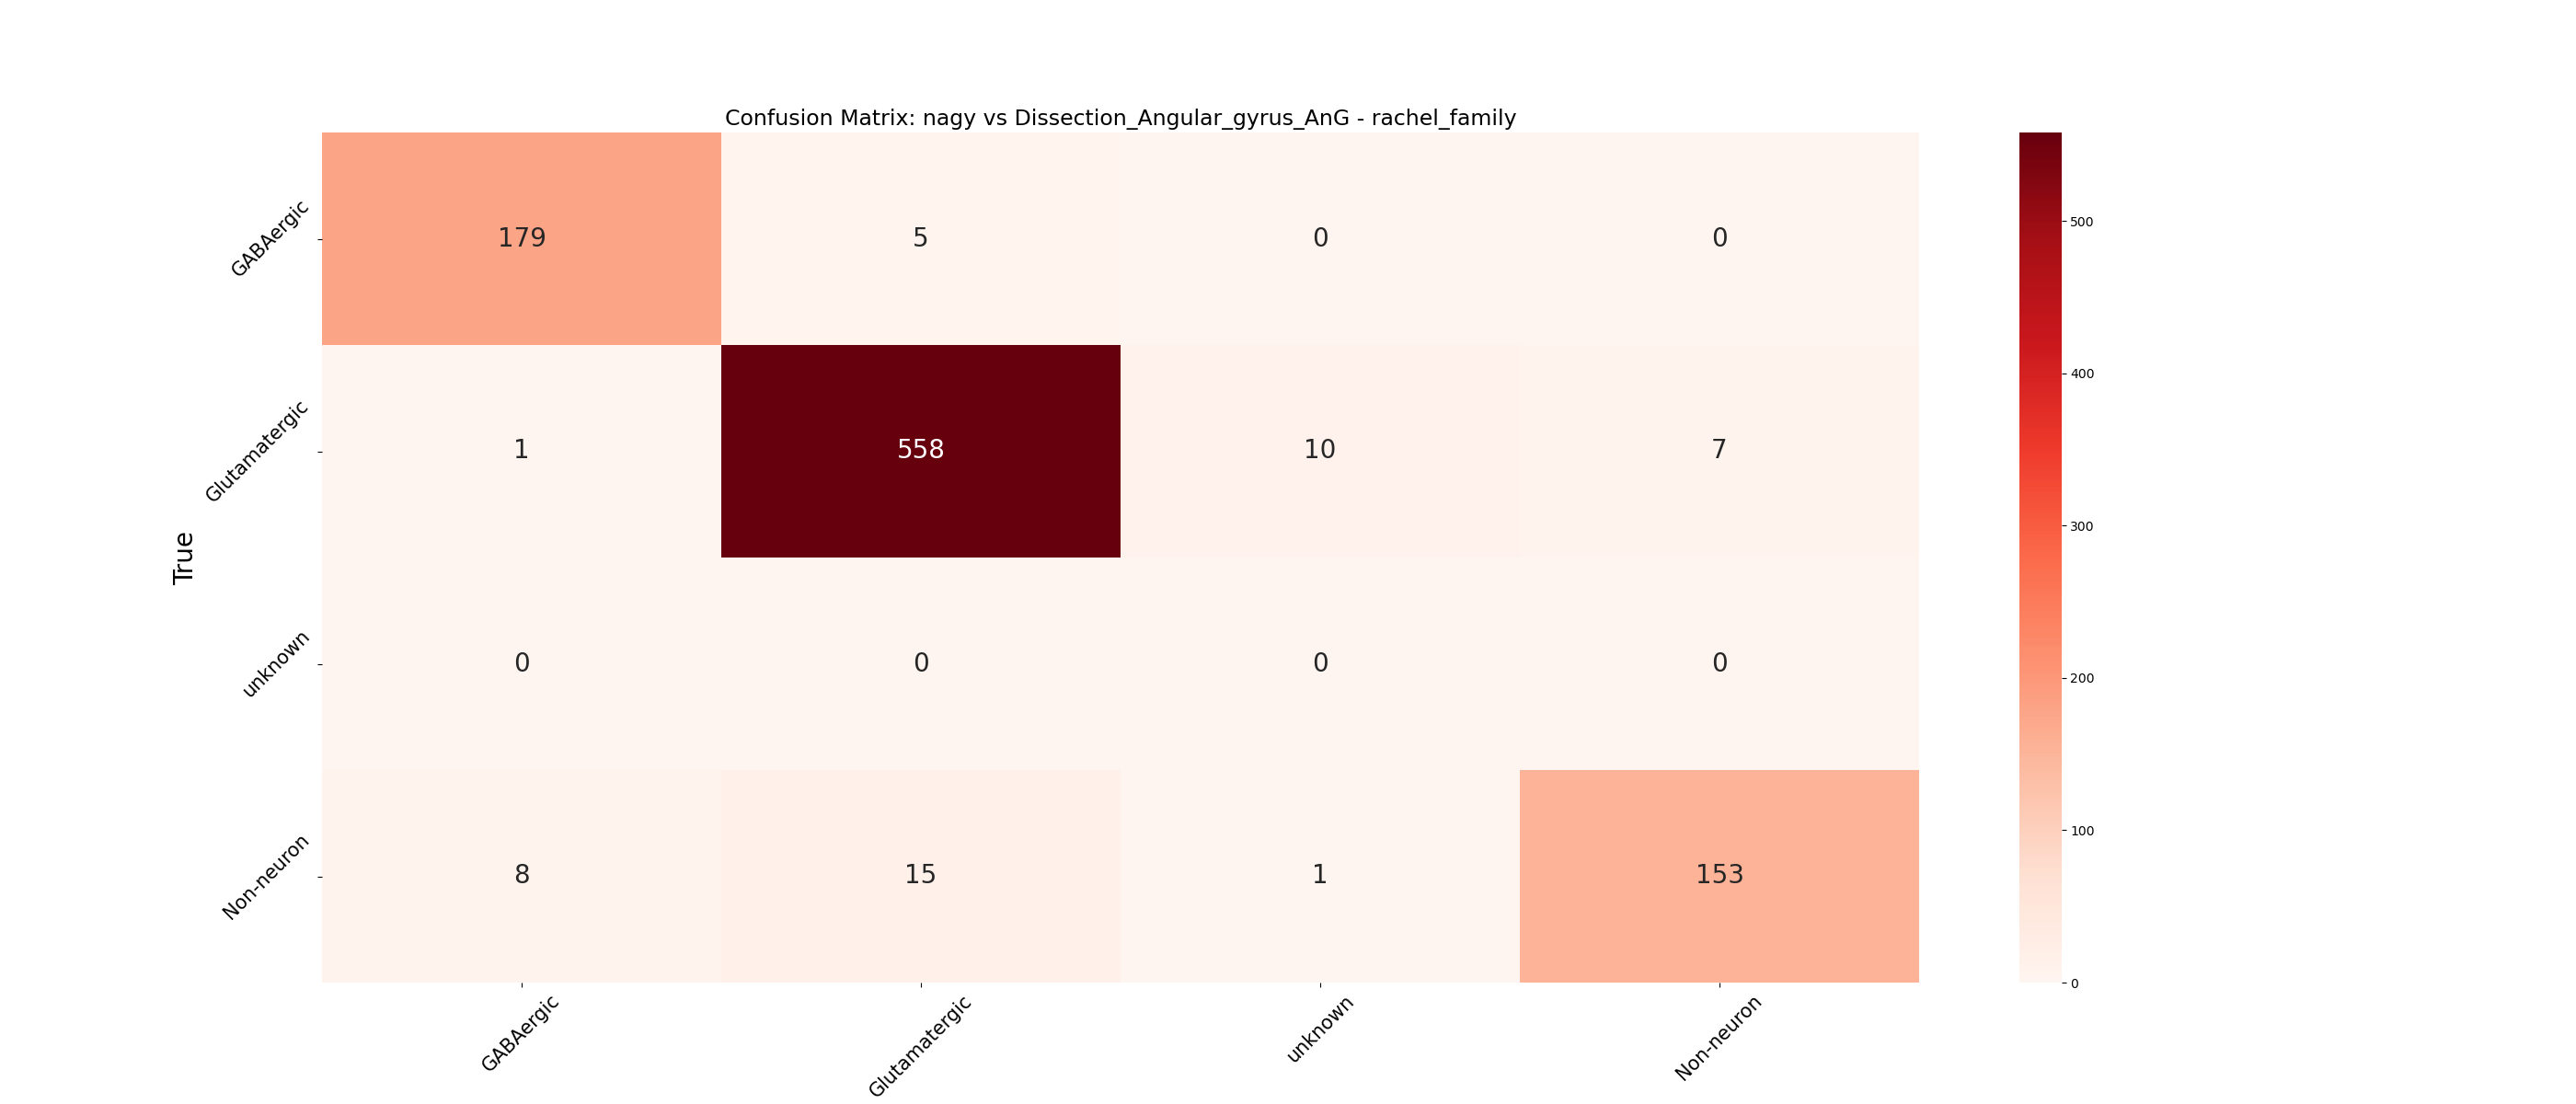 Confusion Matrix: nagy vs Dissection_Angular_gyrus_AnG - rachel_family
True
GABAergic 179 5 0 0
Glutamatergic 1 558 10 7
unknown 0 0 0 0
Non-neuron 8 15 1 153
GABAergic Glutamatergic unknown Non-neuron
500
400
300
200
100
0